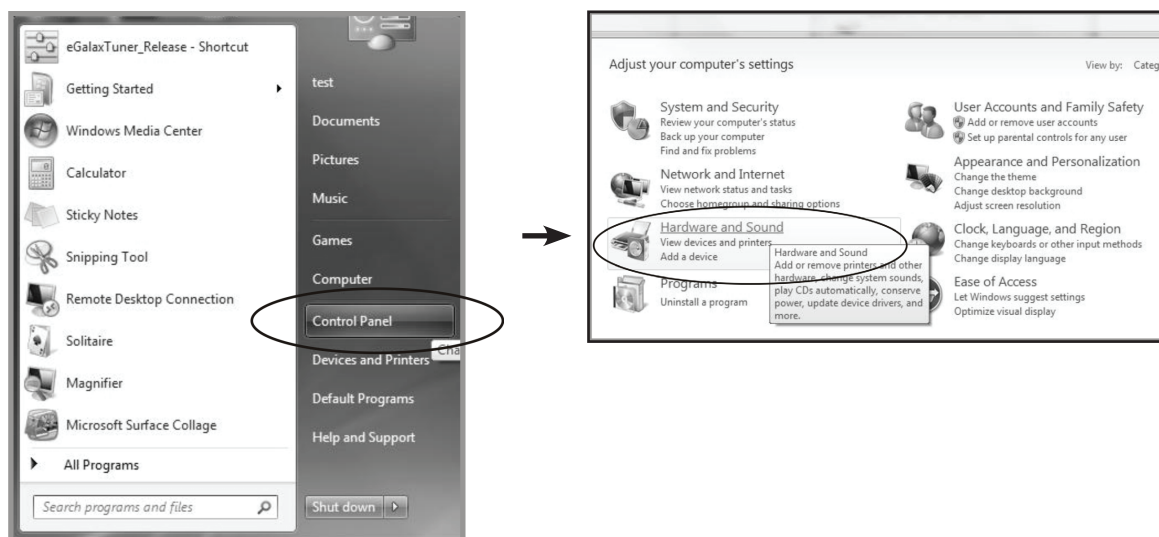 eGalaxTuner_Release - Shortcut
Getting Started
Windows Media Center
Calculator
Sticky Notes
Snipping Tool
Remote Desktop Connection
Solitaire
Magnifier
Microsoft Surface Collage
All Programs
Search programs and files
test
Documents
Pictures
Music
Games
Computer
Control Panel
Devices and Printers
Default Programs
Help and Support
Shut down
Adjust your computer's settings
View by:
System and Security
Review your computer's status
Back up your computer
Find and fix problems
Network and Internet
View network status and tasks
Choose homegroup and sharing options
Hardware and Sound
View devices and printers
Add a device
Programs
Uninstall a program
Hardware and Sound
Add or remove printers and other
hardware, change system sounds,
play CDs automatically, conserve
power, update device drivers, and
more.
User Accounts and Family Safety
Add or remove user accounts
Set up parental controls for any user
Appearance and Personalization
Change the theme
Change desktop background
Adjust screen resolution
Clock, Language, and Region
Change keyboards or other input methods
Change display language
Ease of Access
Let Windows suggest settings
Optimize visual display